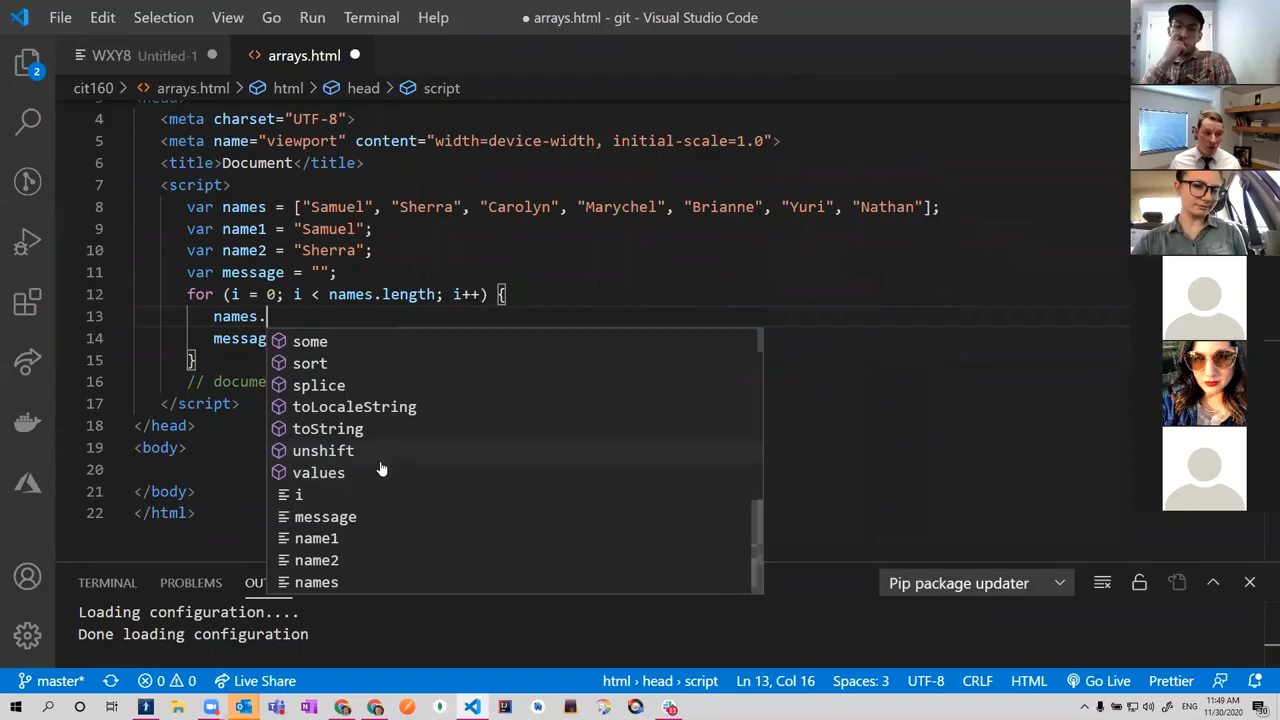 File Edit Selection View Go Run Terminal Help
● arrays.html - git - Visual Studio Code
WXY8 Untitled-1 ● <> arrays.html ●
2
cit160 > <> arrays.html > html > head > script
4 <meta charset="UTF-8">
5 <meta name="viewport" content="width=device-width, initial-scale=1.0">
6 <title>Document</title>
7 <script>
8 var names = ["Samuel", "Sherra", "Carolyn", "Marychel", "Brianne", "Yuri", "Nathan"];
9 var name1 = "Samuel";
10 var name2 = "Sherra";
11 var message = "";
12 for (i = 0; i < names.length; i++) {
13 names.
14 messag
15 }
16 // docume
17 </script>
18 </head>
19 <body>
20
21 </body>
22 </html>
some
sort
splice
toLocaleString
toString
unshift
values
i
message
name1
name2
names
TERMINAL PROBLEMS OU
Pip package updater
Loading configuration....
Done loading configuration
master* 0 0 Live Share
html > head > script Ln 13, Col 16 Spaces: 3 UTF-8 CRLF HTML Go Live Prettier
11:49 AM
11/30/2020
30